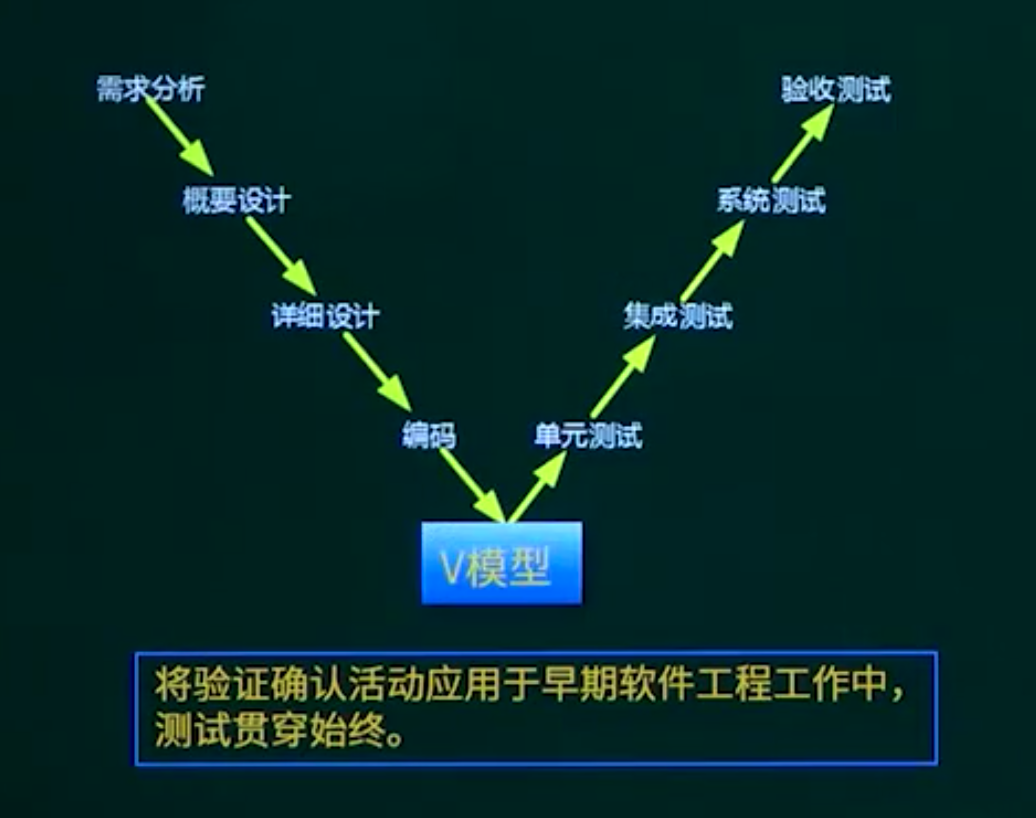 需求分析
验收测试
概要设计
系统测试
详细设计
集成测试
编码
单元测试
V模型
将验证确认活动应用于早期软件工程工作中，
测试贯穿始终。